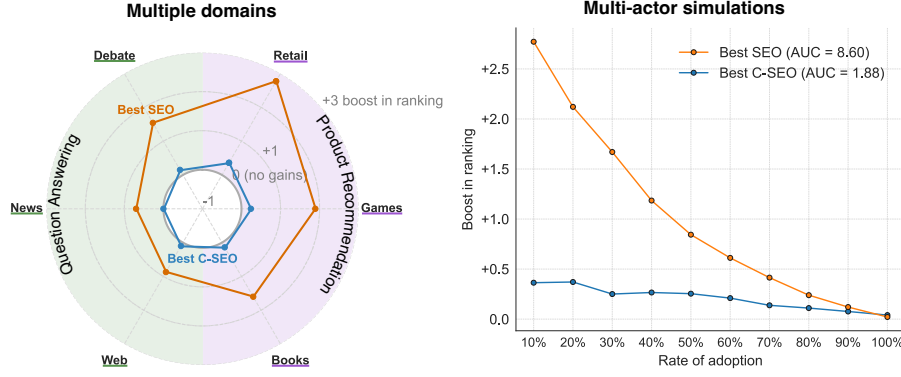 Multiple domains
Debate
Retail
Best SEO
+3 boost in ranking
+1
0 (no gains)
-1
Question Answering
Product Recommendation
News
Games
Best C-SEO
Web
Books
Multi-actor simulations
Best SEO (AUC = 8.60)
Best C-SEO (AUC = 1.88)
Boost in ranking
+2.5
+2.0
+1.5
+1.0
+0.5
0.0
10% 20% 30% 40% 50% 60% 70% 80% 90% 100%
Rate of adoption